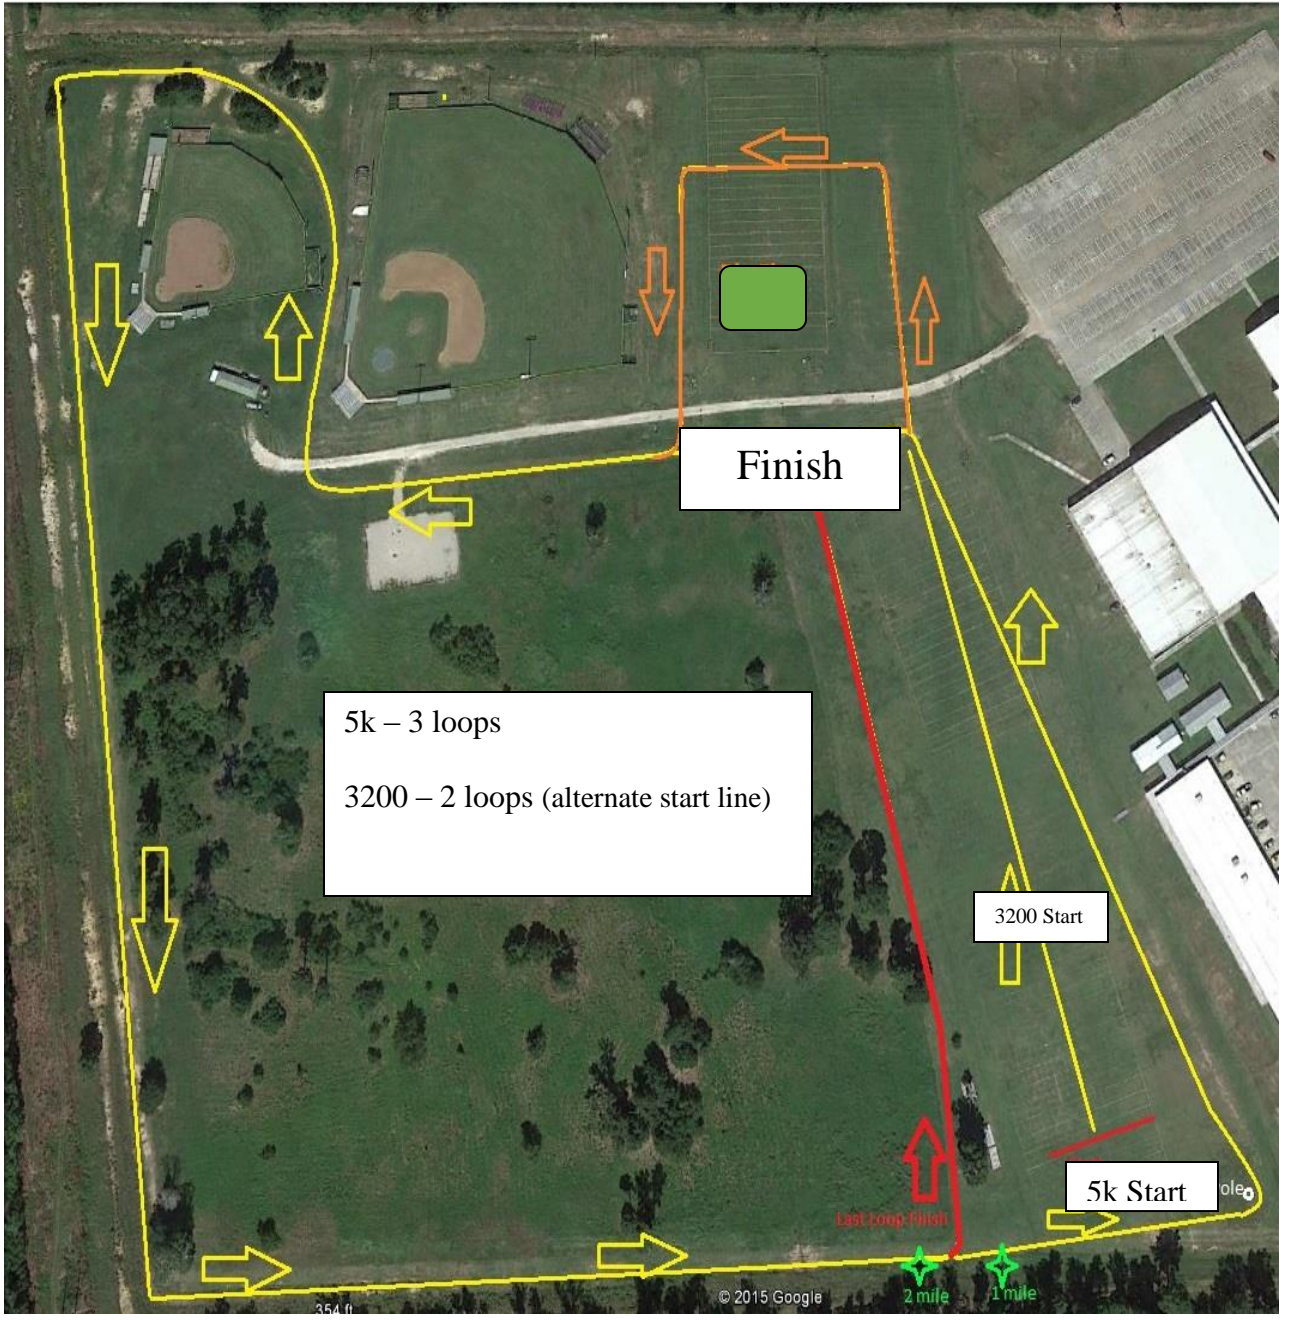 Finish
5k – 3 loops
3200 – 2 loops (alternate start line)
3200 Start
5k Start
Last Loop Finish
2 mile
1 mile
© 2015 Google
354 ft